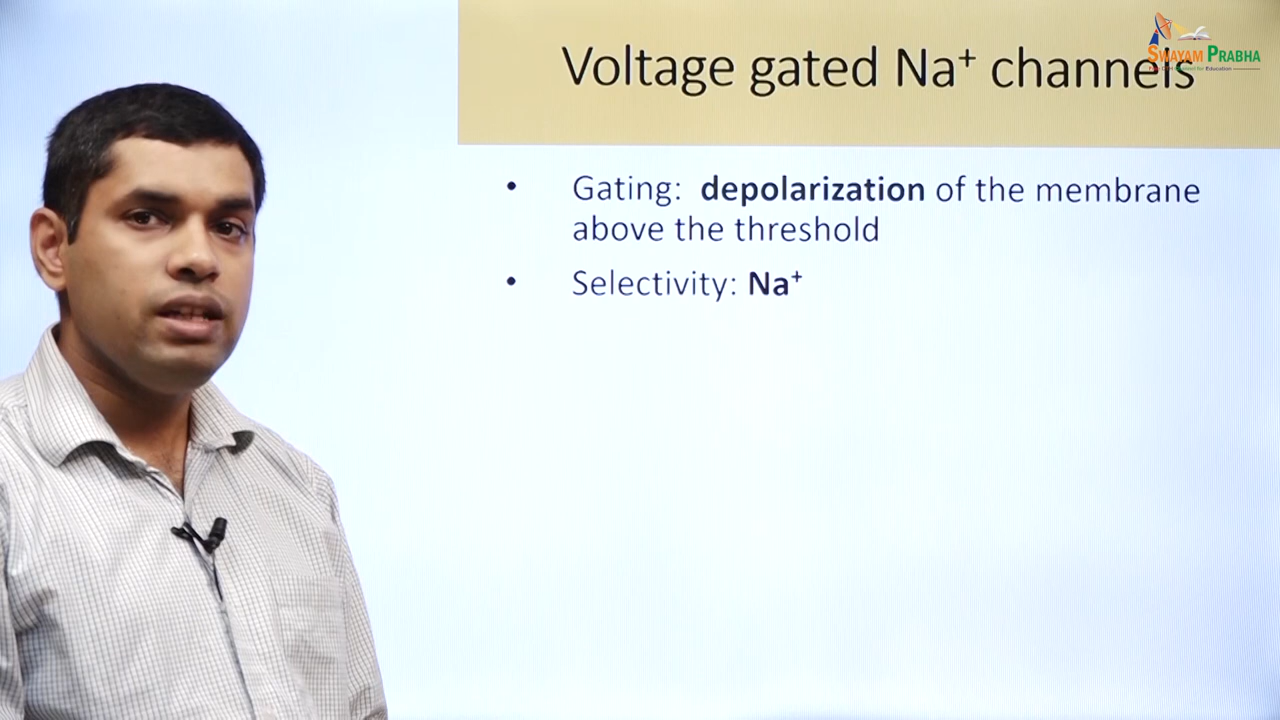 Voltage gated Na⁺ channels
SWAYAM PRABHA
• Gating: depolarization of the membrane
above the threshold
• Selectivity: Na⁺